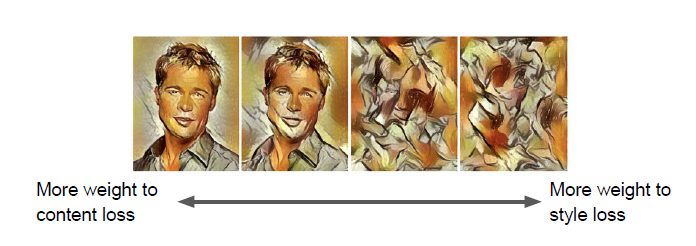 More weight to
content loss
More weight to
style loss